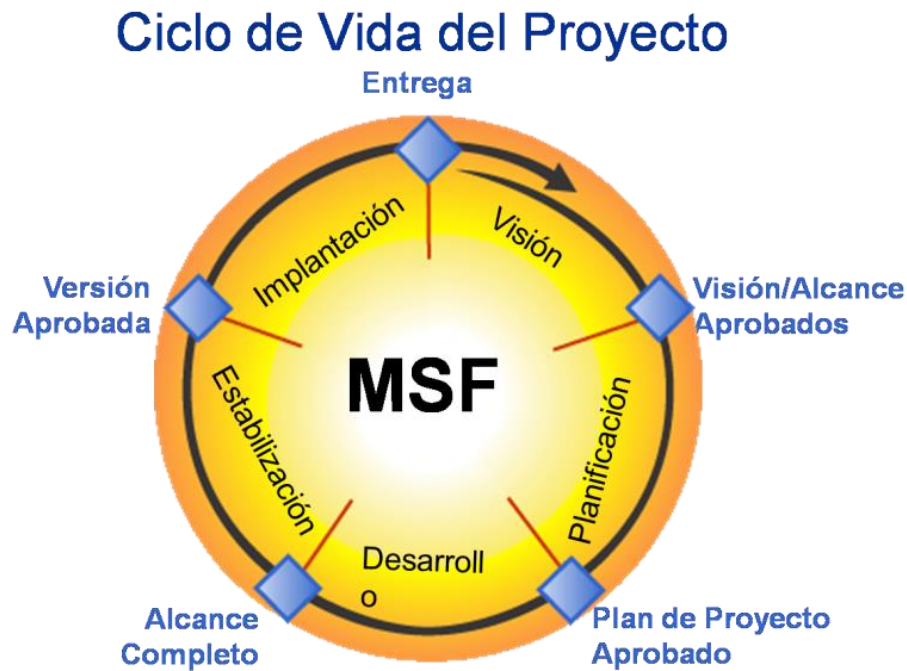 Ciclo de Vida del Proyecto
Entrega
Implantación
Visión
Versión
Aprobada
Visión/Alcance
Aprobados
MSF
Estabilización
Planificación
Desarroll
o
Alcance
Completo
Plan de Proyecto
Aprobado